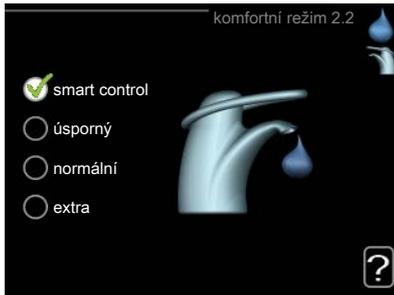 komfortní režim 2.2
smart control
úsporný
normální
extra
?